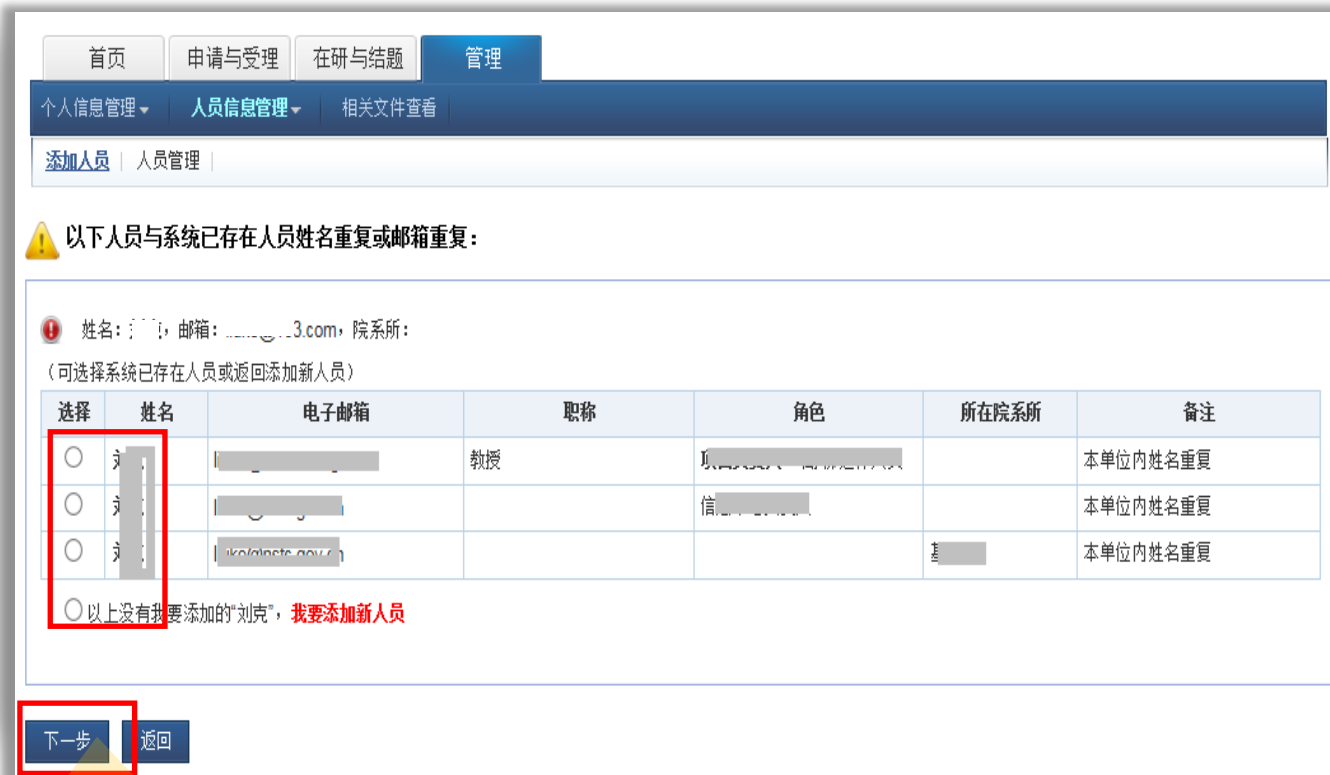 首页 申请与受理 在研与结题 管理
个人信息管理 人员信息管理 相关文件查看
添加人员 | 人员管理 |
以下人员与系统已存在人员姓名重复或邮箱重复：
姓名： ，邮箱： 3.com，院系所：
（可选择系统已存在人员或返回添加新人员）
选择 姓名 电子邮箱 职称 角色 所在院系所 备注
教授 本单位内姓名重复
本单位内姓名重复
本单位内姓名重复
以上没有我要添加的“刘克”，我要添加新人员
下一步 返回